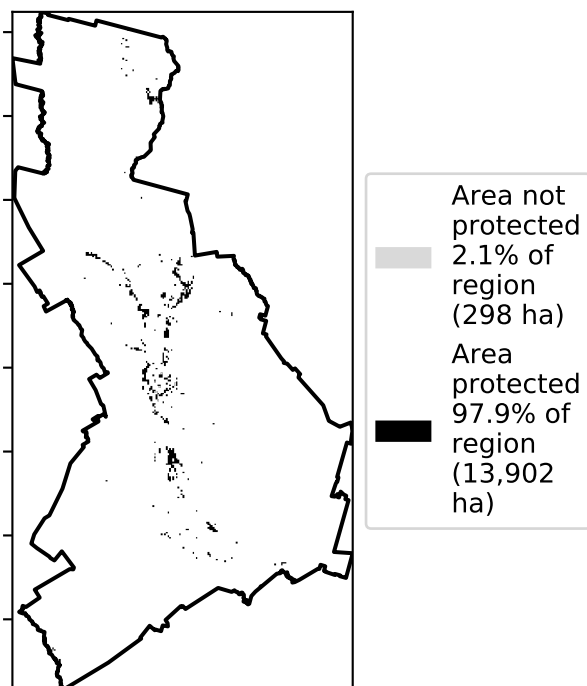 Area not
protected
2.1% of
region
(298 ha)
Area
protected
97.9% of
region
(13,902
ha)